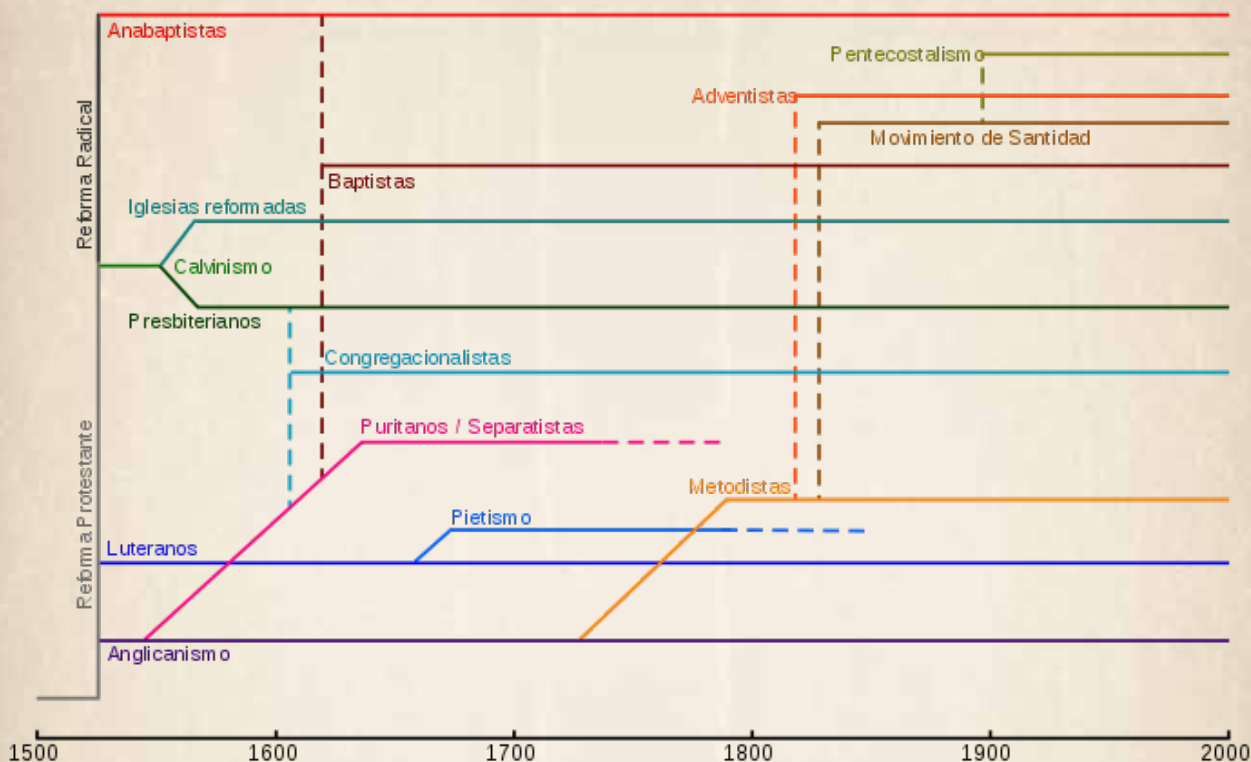 Anabaptistas
Pentecostalismo
Adventistas
Movimiento de Santidad
Reforma Radical
Baptistas
Iglesias reformadas
Calvinismo
Presbiterianos
Congregacionalistas
Puritanos / Separatistas
Reforma Protestante
Metodistas
Pietismo
Luteranos
Anglicanismo
1500 1600 1700 1800 1900 2000